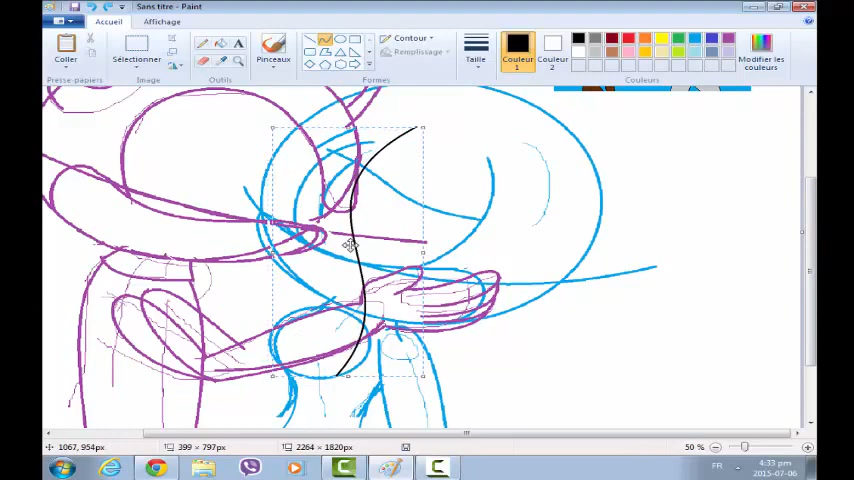 Sans titre - Paint
Accueil Affichage
Coller
Presse-papiers
Sélectionner
Image
A
Outils
Pinceaux
Contour
Remplissage
Formes
Taille
Couleur 1
Couleur 2
Couleurs
Modifier les couleurs
1067, 954px
399 × 797px
2264 × 1820px
50 %
FR
4:33 pm
2015-07-06